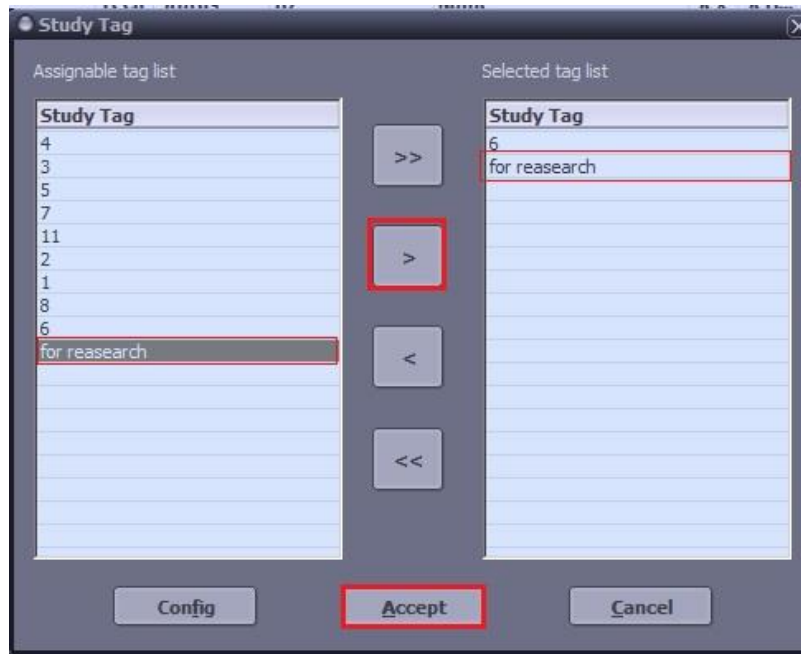 Study Tag
Assignable tag list
Study Tag
4
3
5
7
11
2
1
8
6
for reasearch
>>
>
<
<<
Selected tag list
Study Tag
6
for reasearch
Config
Accept
Cancel